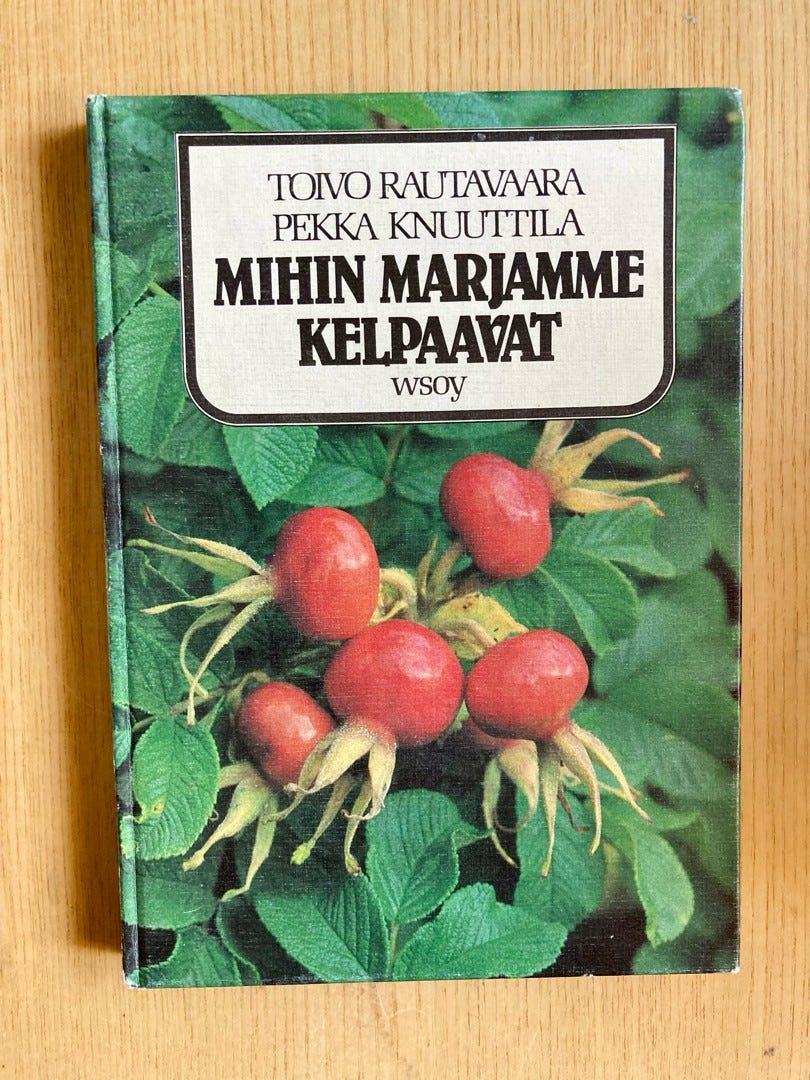 TOIVO RAUTAVAARA
PEKKA KNUUTTILA
MIHIN MARJAMME
KELPAAVAT
wsoy